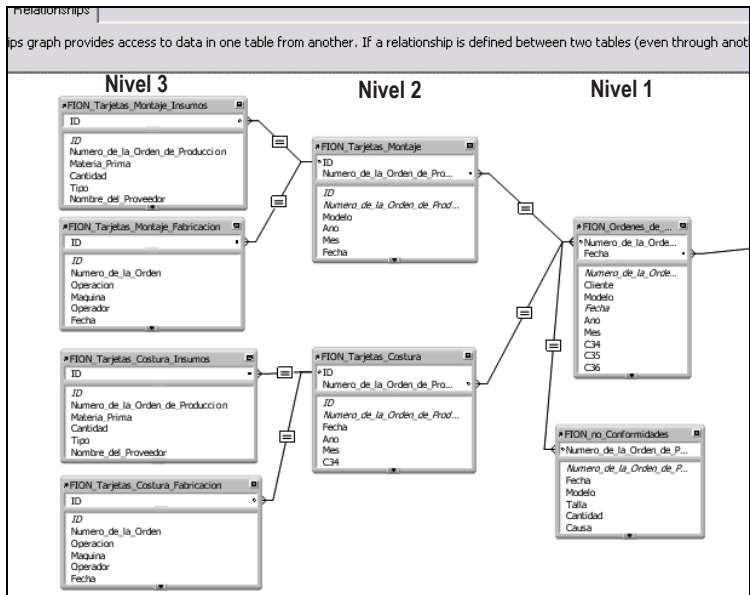 Relationships
ips graph provides access to data in one table from another. If a relationship is defined between two tables (even through anot
Nivel 3
Nivel 2
Nivel 1
FION_Tarjetas_Montaje_Insumos
ID
ID
Numero_de_la_Orden_de_Produccion
Materia_Prima
Cantidad
Tipo
Nombre_del_Proveedor
FION_Tarjetas_Montaje_Fabricacion
ID
ID
Numero_de_la_Orden
Operacion
Maquina
Operador
Fecha
FION_Tarjetas_Costura_Insumos
ID
ID
Numero_de_la_Orden_de_Produccion
Materia_Prima
Cantidad
Tipo
Nombre_del_Proveedor
FION_Tarjetas_Costura_Fabricacion
ID
ID
Numero_de_la_Orden
Operacion
Maquina
Operador
Fecha
FION_Tarjetas_Montaje
ID
Numero_de_la_Orden_de_Pro...
ID
Numero_de_la_Orden_de_Prod...
Modelo
Ano
Mes
Fecha
FION_Tarjetas_Costura
ID
Numero_de_la_Orden_de_Pro...
ID
Numero_de_la_Orden_de_Prod...
Fecha
Ano
Mes
C34
FION_Ordenes_de_...
Numero_de_la_Orde...
Fecha
Numero_de_la_Orde...
Cliente
Modelo
Fecha
Ano
Mes
C34
C35
C36
FION_no_Conformidades
Numero_de_la_Orden_de_P...
Numero_de_la_Orden_de_P...
Fecha
Modelo
Talla
Cantidad
Causa